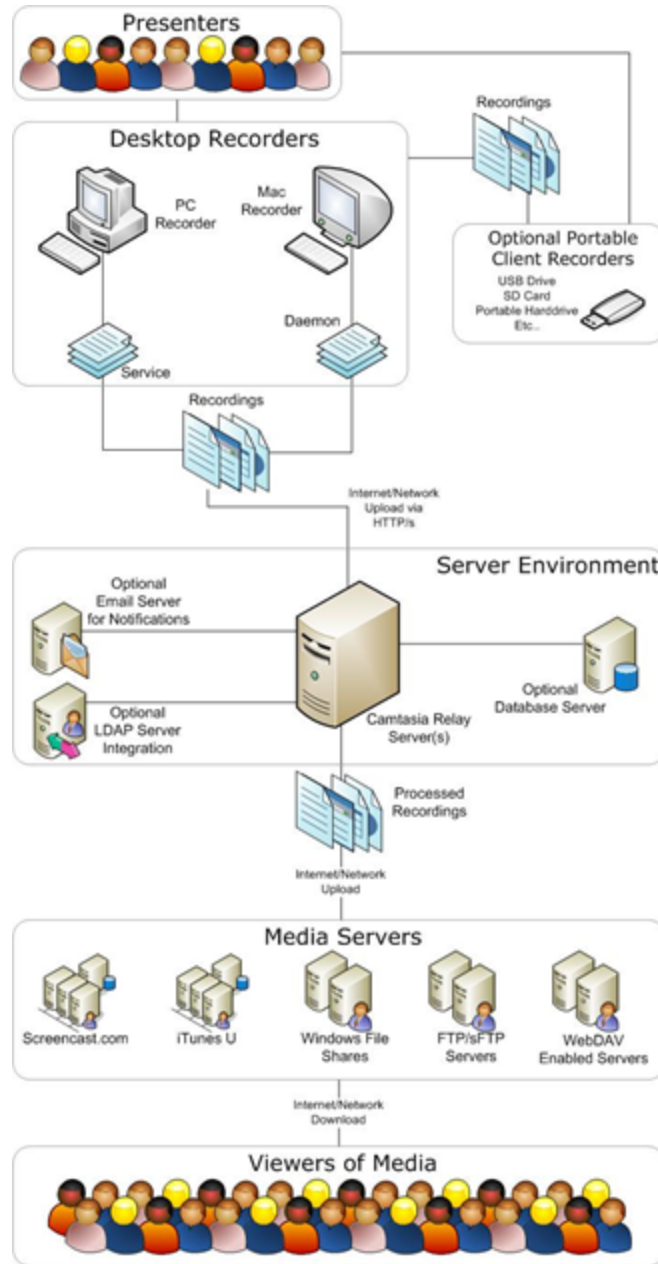 Presenters
Recordings
Desktop Recorders
PC
Recorder
Mac
Recorder
Optional Portable
Client Recorders
USB Drive
SD Card
Portable Harddrive
Etc..
Daemon
Service
Recordings
Internet/Network
Upload via
HTTP/s
Server Environment
Optional
Email Server
for Notifications
Optional
LDAP Server
Integration
Camtasia Relay
Server(s)
Optional
Database Server
Processed
Recordings
Internet/Network
Upload
Media Servers
Screencast.com
iTunes U
Windows File
Shares
FTP/sFTP
Servers
WebDAV
Enabled Servers
Internet/Network
Download
Viewers of Media